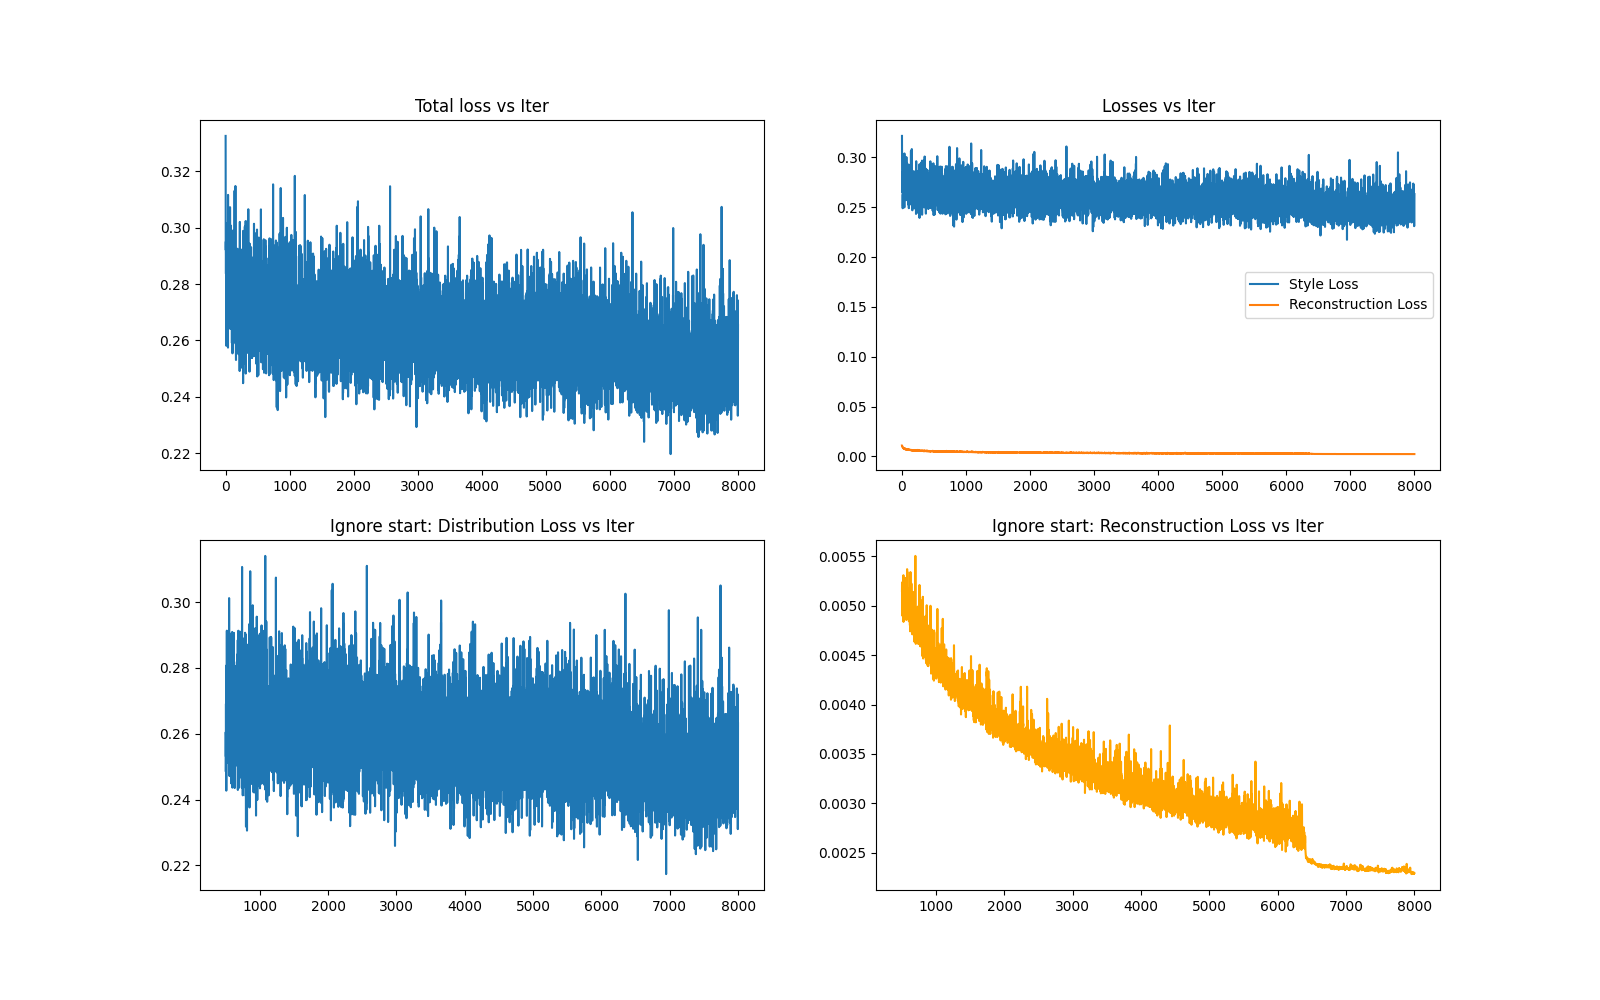 Total loss vs Iter
0.32
0.30
0.28
0.26
0.24
0.22
0 1000 2000 3000 4000 5000 6000 7000 8000
Losses vs Iter
0.30
0.25
0.20
0.15
0.10
0.05
0.00
Style Loss
Reconstruction Loss
0 1000 2000 3000 4000 5000 6000 7000 8000
Ignore start: Distribution Loss vs Iter
0.30
0.28
0.26
0.24
0.22
1000 2000 3000 4000 5000 6000 7000 8000
Ignore start: Reconstruction Loss vs Iter
0.0055
0.0050
0.0045
0.0040
0.0035
0.0030
0.0025
1000 2000 3000 4000 5000 6000 7000 8000